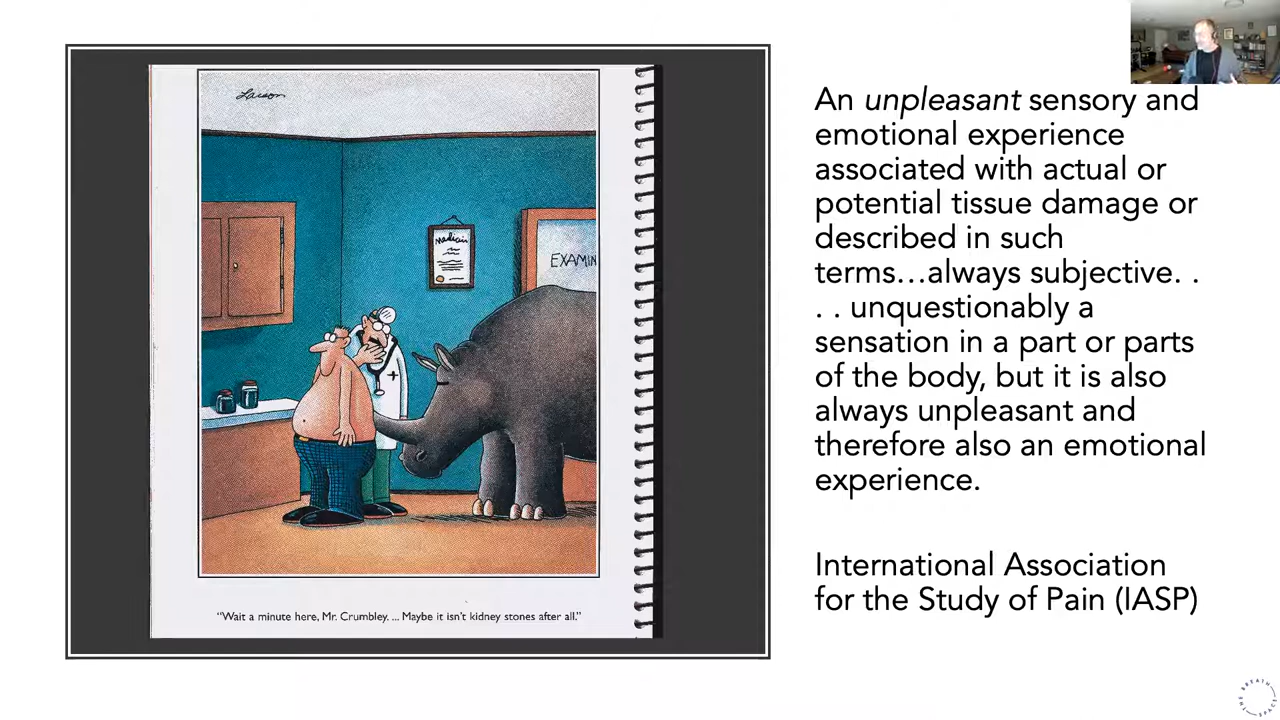 Larson
Medicin
EXAMIN
"Wait a minute here, Mr. Crumbley. ... Maybe it isn't kidney stones after all."
An unpleasant sensory and
emotional experience
associated with actual or
potential tissue damage or
described in such
terms…always subjective. .
. . unquestionably a
sensation in a part or parts
of the body, but it is also
always unpleasant and
therefore also an emotional
experience.
International Association
for the Study of Pain (IASP)
BREATH
SPACE